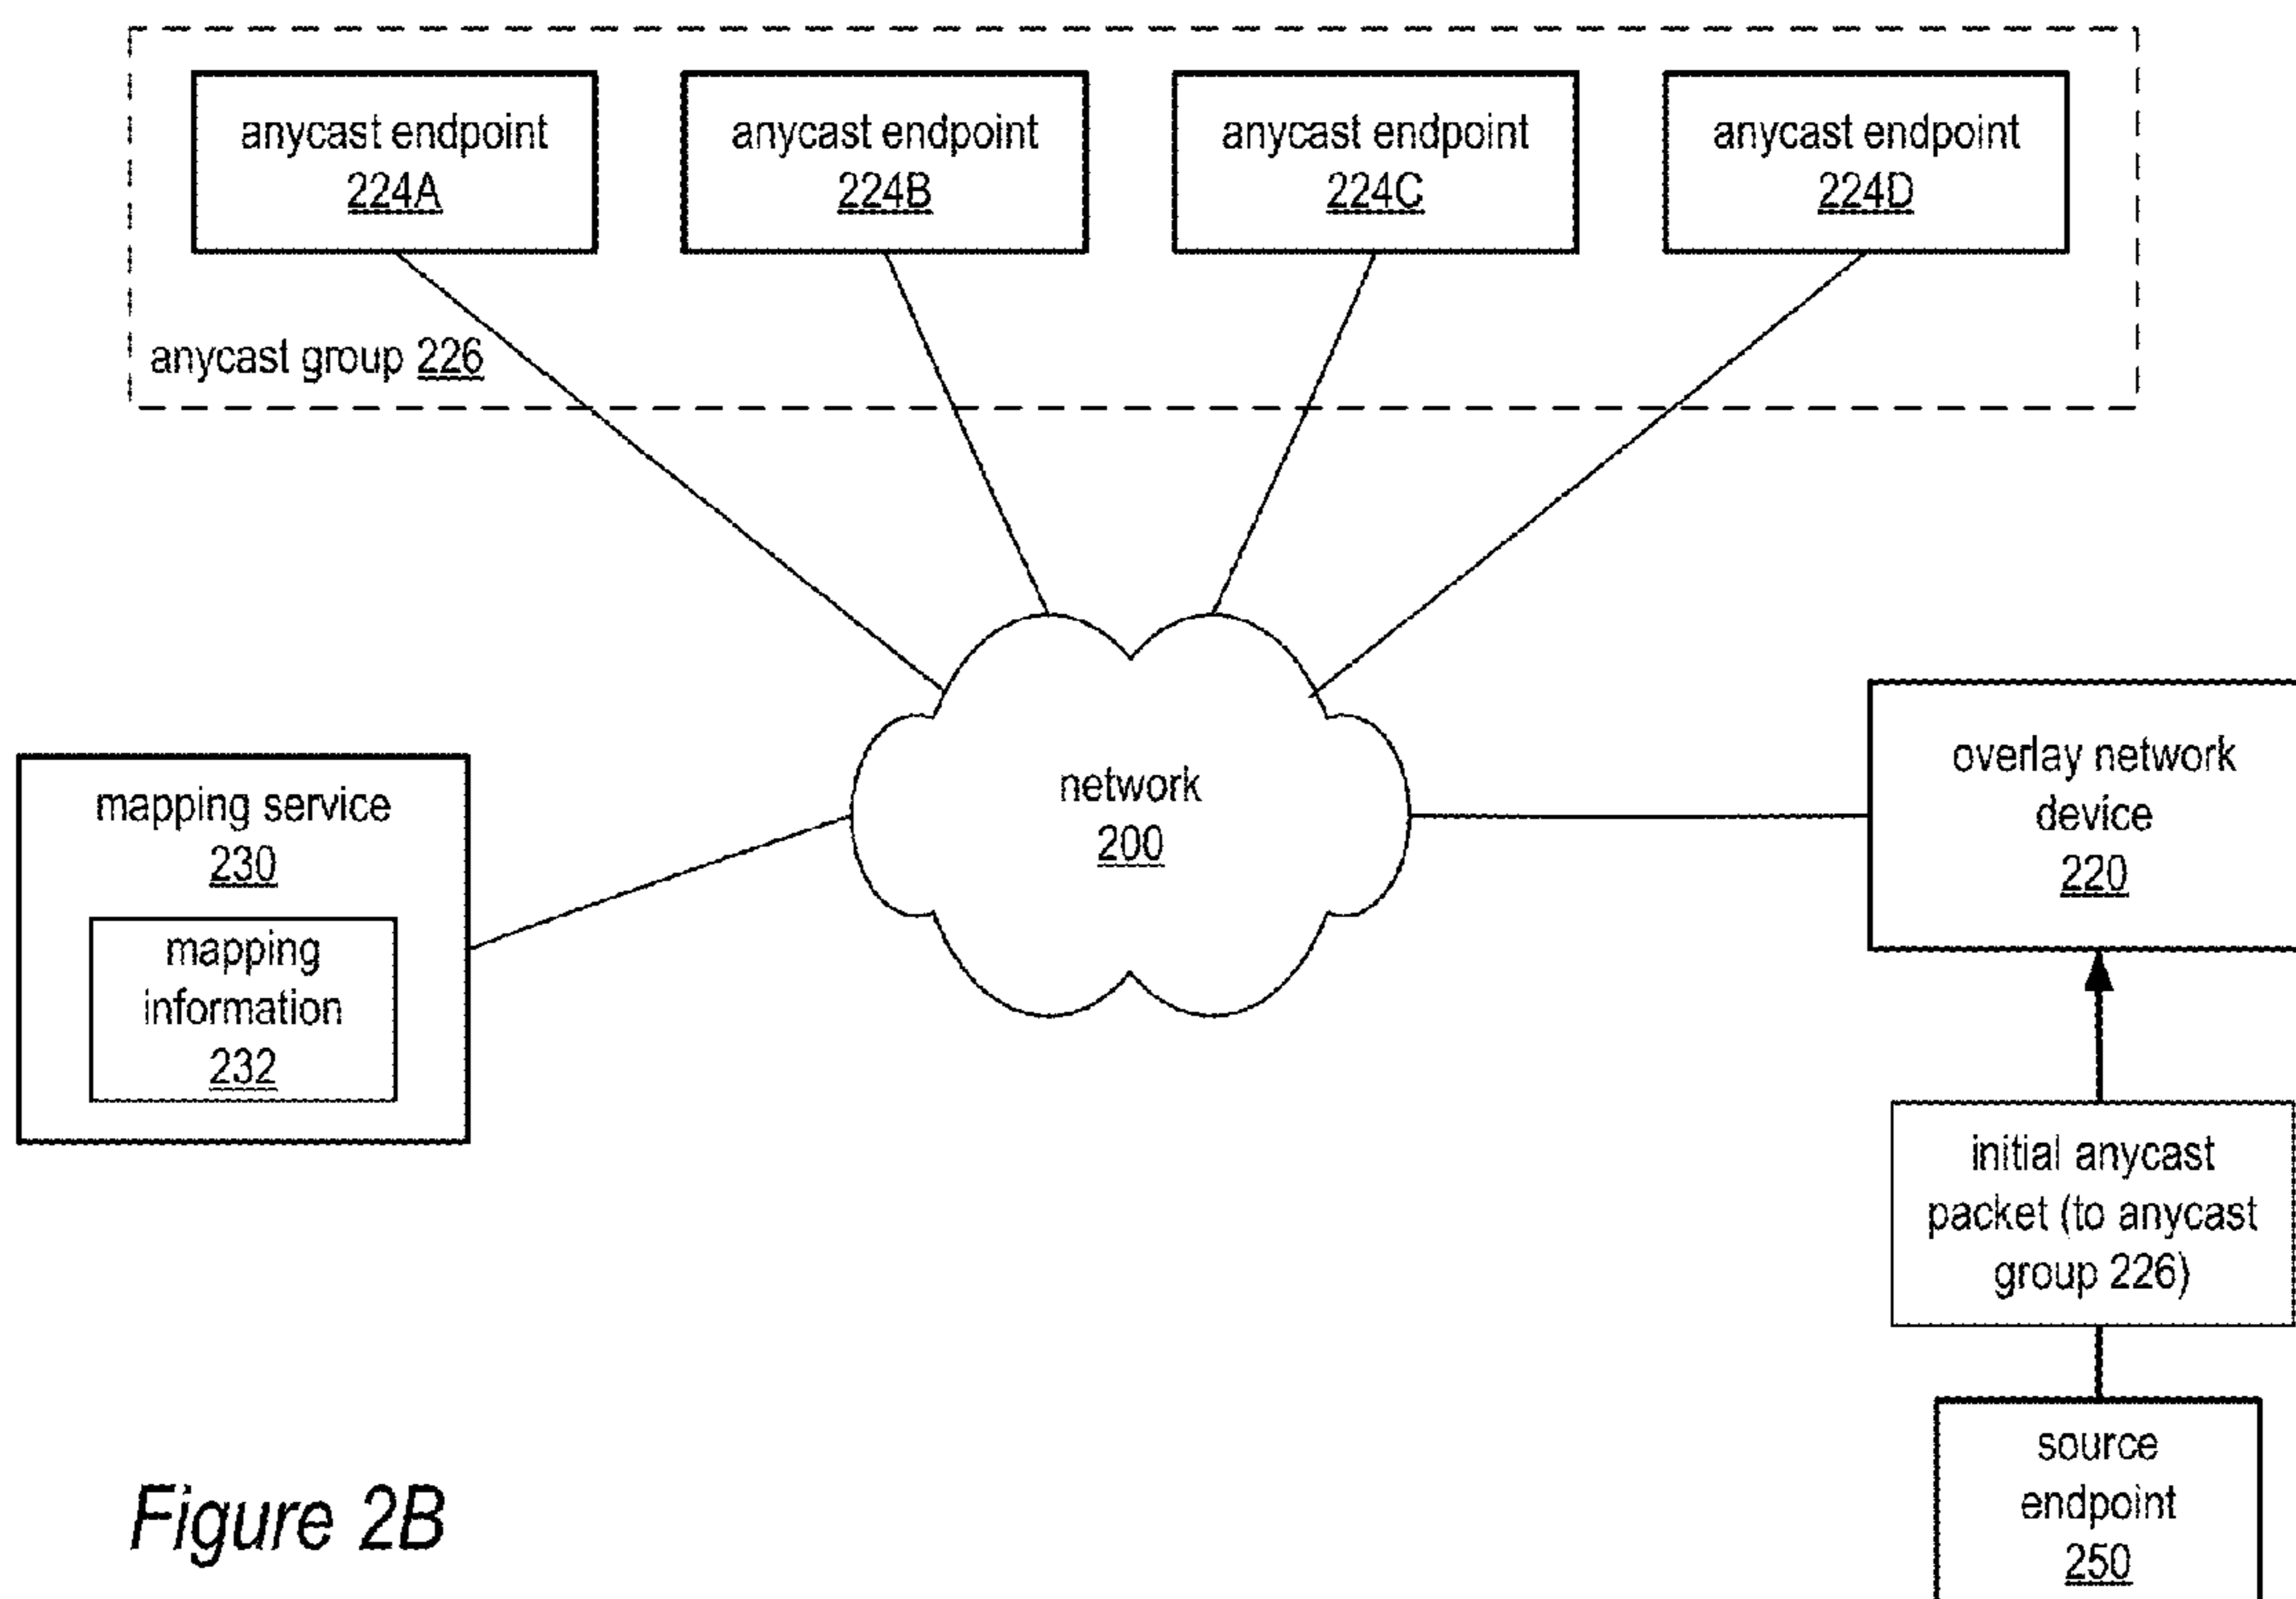 anycast endpoint
224A
anycast endpoint
224B
anycast endpoint
224C
anycast endpoint
224D
anycast group 226
network
200
mapping service
230
mapping
information
232
overlay network
device
220
initial anycast
packet (to anycast
group 226)
source
endpoint
250
Figure 2B